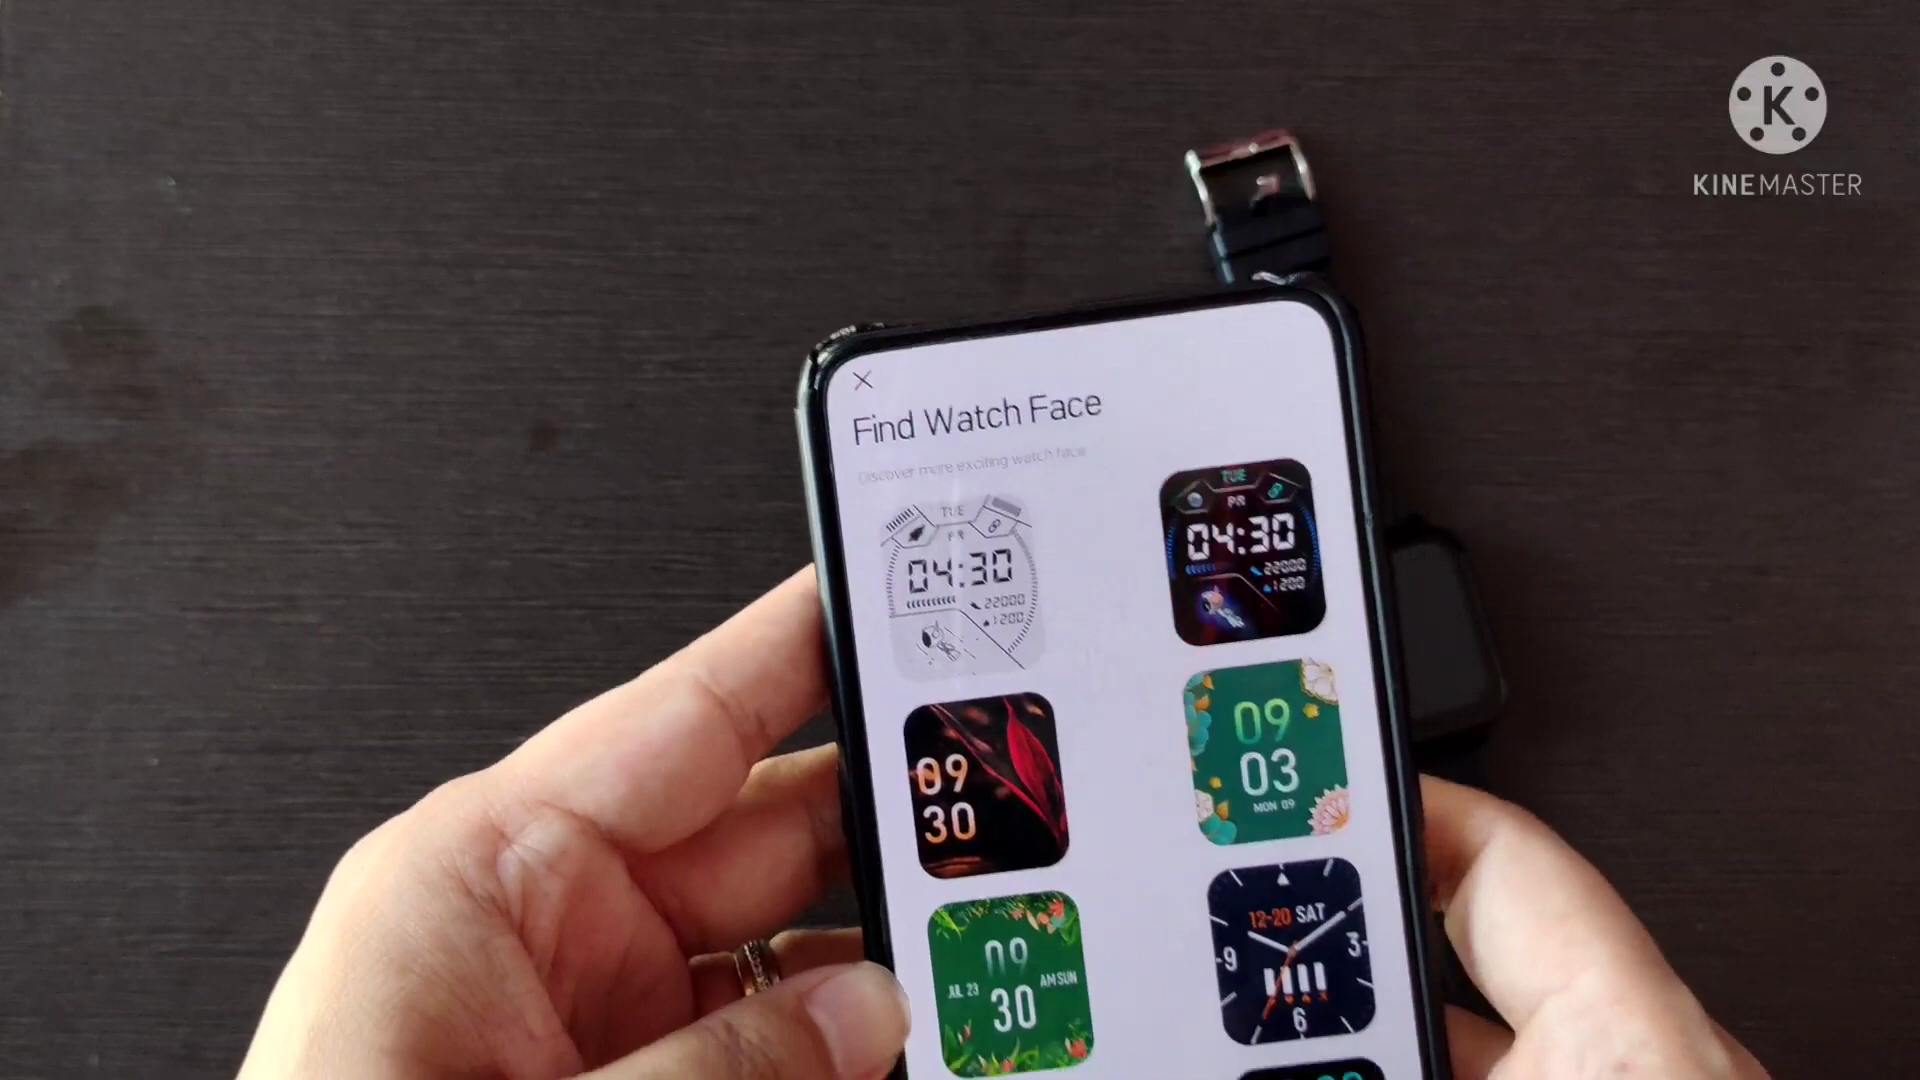 K
KINEMASTER
Find Watch Face
Discover more exciting watch face
TUE
PR
04:30
22000
1200
TUE
PR
04:30
22000
1200
09
30
09
03
MON 09
09
JUL 23
AM SUN
30
12-20 SAT
9
3
6